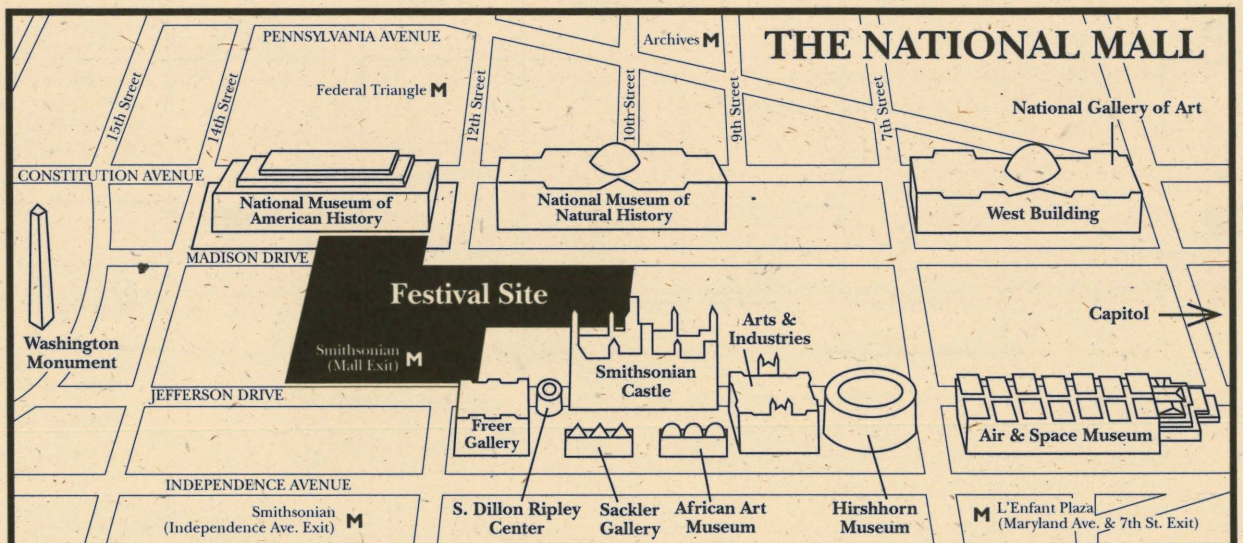 THE NATIONAL MALL
PENNSYLVANIA AVENUE
Archives M
Federal Triangle M
15th Street
14th Street
12th Street
10th Street
9th Street
7th Street
National Gallery of Art
CONSTITUTION AVENUE
National Museum of
American History
National Museum of
Natural History
West Building
MADISON DRIVE
Festival Site
Capitol
Washington
Monument
Smithsonian
(Mall Exit) M
Arts &
Industries
Smithsonian
Castle
JEFFERSON DRIVE
Freer
Gallery
Air & Space Museum
INDEPENDENCE AVENUE
Smithsonian
(Independence Ave. Exit) M
S. Dillon Ripley
Center
Sackler
Gallery
African Art
Museum
Hirshhorn
Museum
M L'Enfant Plaza
(Maryland Ave. & 7th St. Exit)